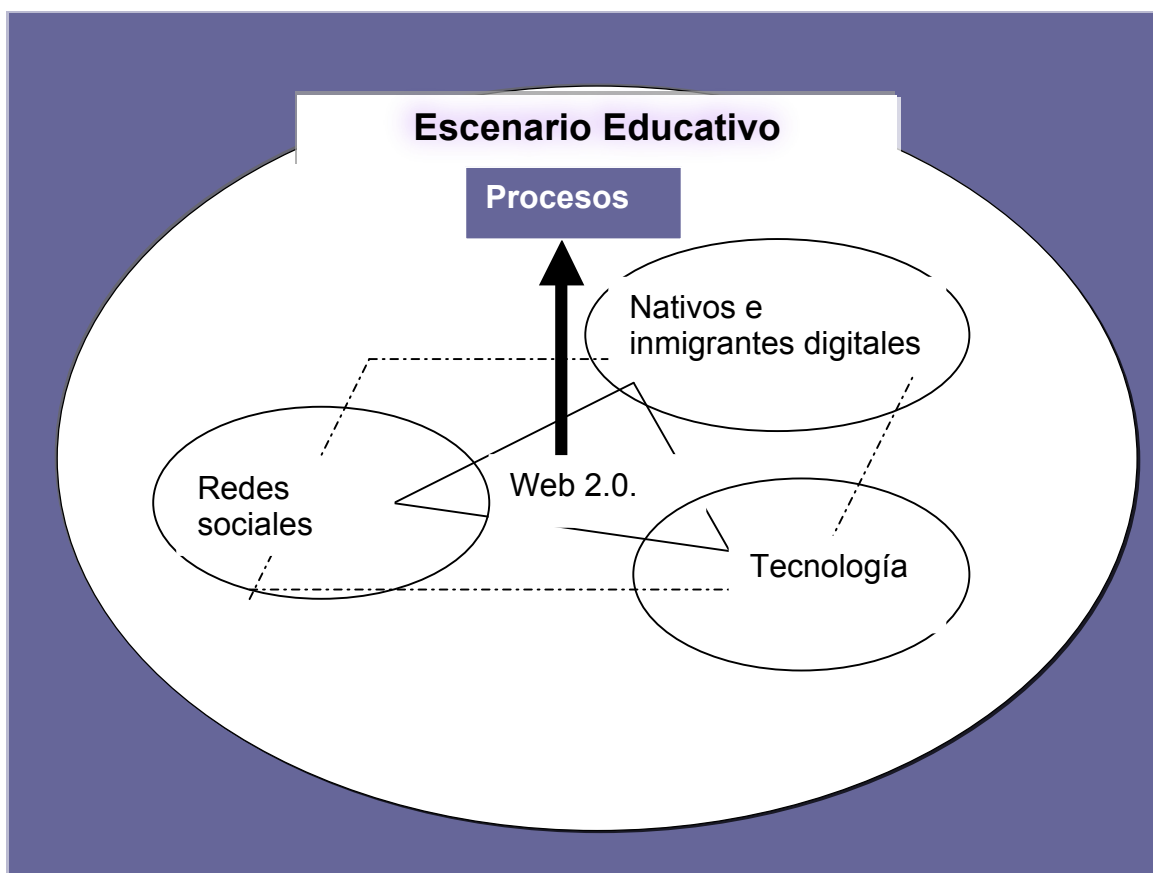 Escenario Educativo
Procesos
Nativos e
inmigrantes digitales
Redes
sociales
Web 2.0.
Tecnología